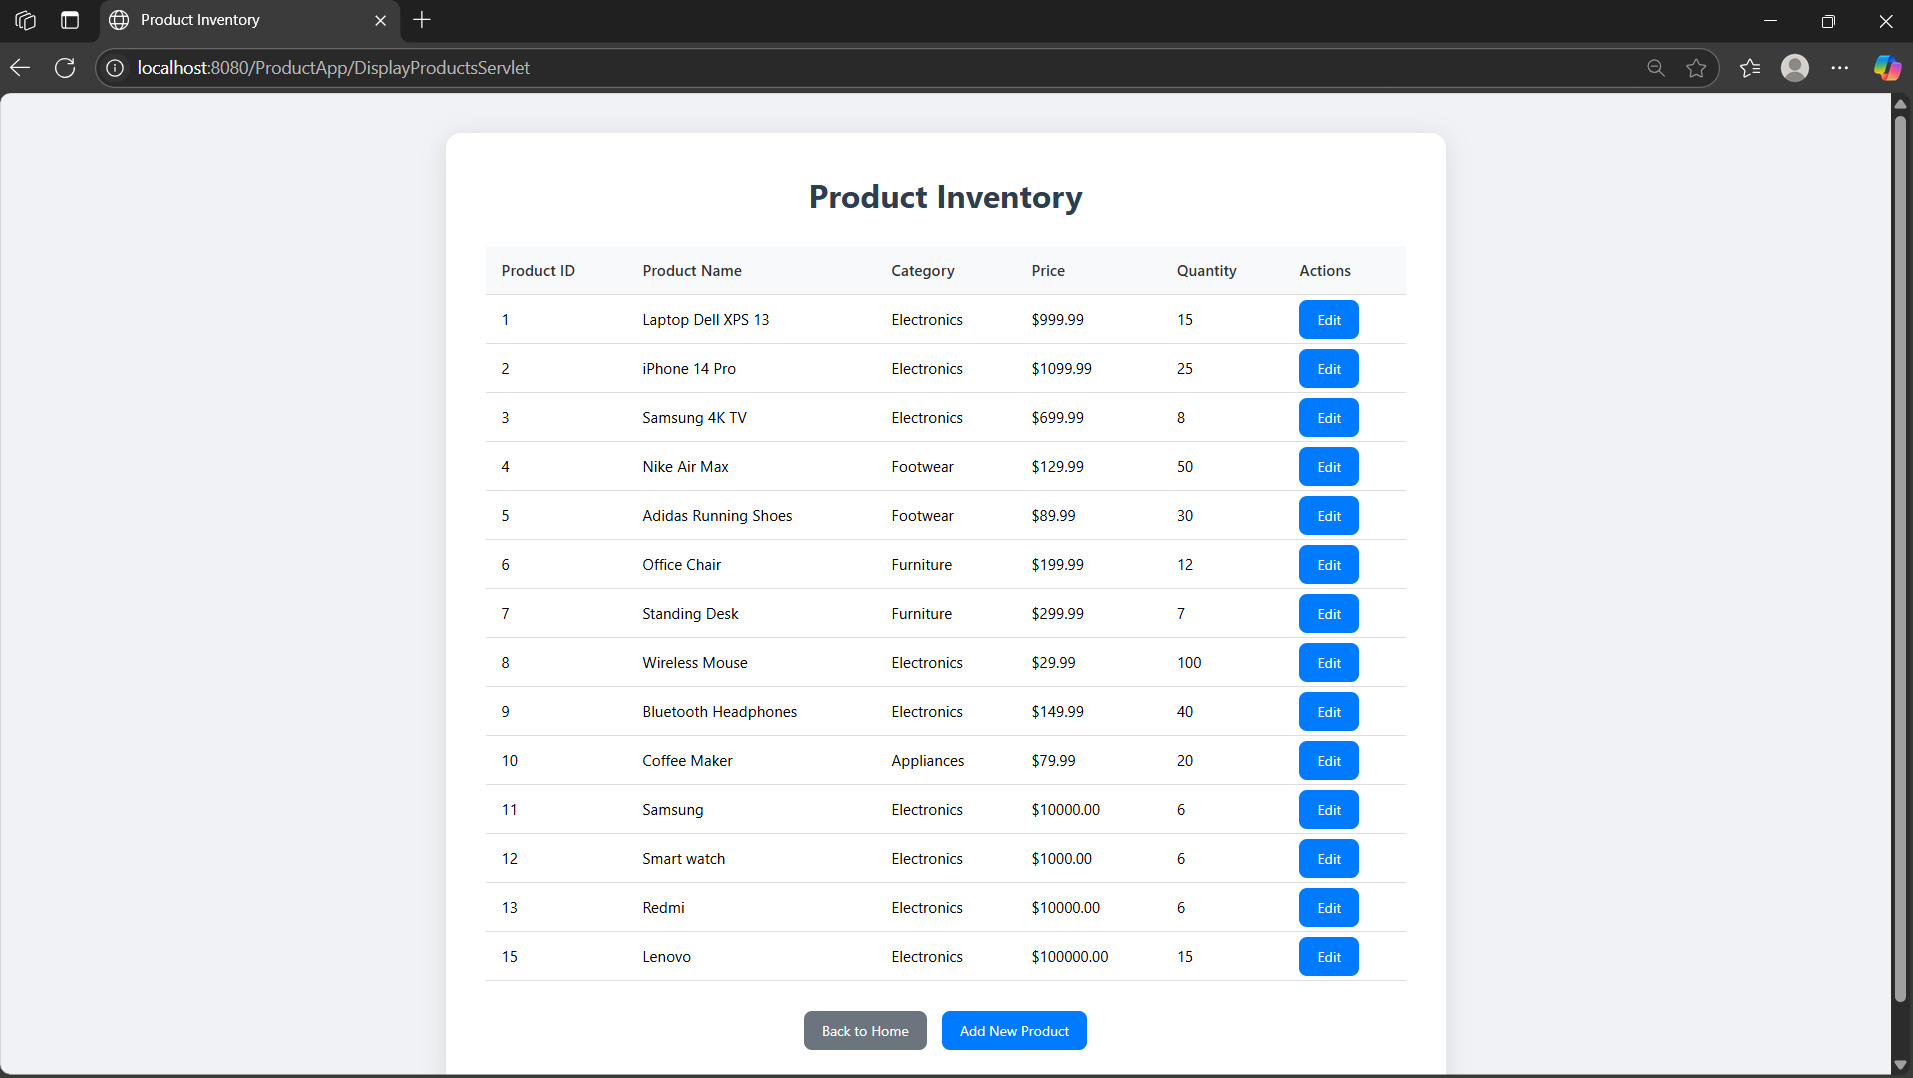 Product Inventory
localhost:8080/ProductApp/DisplayProductsServlet
Product Inventory
Product ID Product Name Category Price Quantity Actions
1 Laptop Dell XPS 13 Electronics $999.99 15 Edit
2 iPhone 14 Pro Electronics $1099.99 25 Edit
3 Samsung 4K TV Electronics $699.99 8 Edit
4 Nike Air Max Footwear $129.99 50 Edit
5 Adidas Running Shoes Footwear $89.99 30 Edit
6 Office Chair Furniture $199.99 12 Edit
7 Standing Desk Furniture $299.99 7 Edit
8 Wireless Mouse Electronics $29.99 100 Edit
9 Bluetooth Headphones Electronics $149.99 40 Edit
10 Coffee Maker Appliances $79.99 20 Edit
11 Samsung Electronics $10000.00 6 Edit
12 Smart watch Electronics $1000.00 6 Edit
13 Redmi Electronics $10000.00 6 Edit
15 Lenovo Electronics $100000.00 15 Edit
Back to Home Add New Product